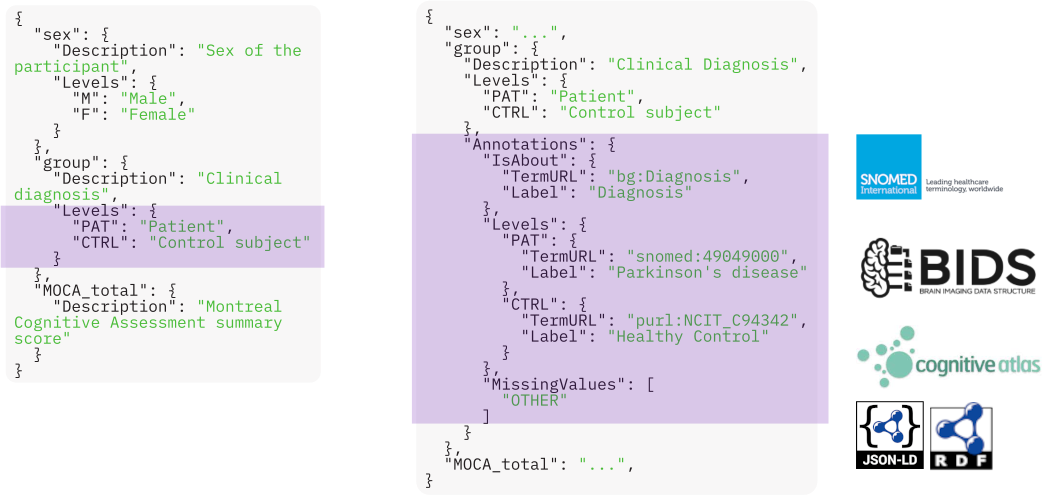 {
"sex": {
"Description": "Sex of the
participant",
"Levels": {
"M": "Male",
"F": "Female"
}
},
"group": {
"Description": "Clinical
diagnosis",
"Levels": {
"PAT": "Patient",
"CTRL": "Control subject"
}
},
"MOCA_total": {
"Description": "Montreal
Cognitive Assessment summary
score"
}
}
{
"sex": "...",
"group": {
"Description": "Clinical Diagnosis",
"Levels": {
"PAT": "Patient",
"CTRL": "Control subject"
},
"Annotations": {
"IsAbout": {
"TermURL": "bg:Diagnosis",
"Label": "Diagnosis"
},
"Levels": {
"PAT": {
"TermURL": "snomed:49049000",
"Label": "Parkinson's disease"
},
"CTRL": {
"TermURL": "purl:NCIT_C94342",
"Label": "Healthy Control"
}
},
"MissingValues": [
"OTHER"
]
}
},
"MOCA_total": "...",
}
SNOMED
International
Leading healthcare
terminology, worldwide
BIDS
BRAIN IMAGING DATA STRUCTURE
cognitive atlas
{ }
JSON-LD
RDF